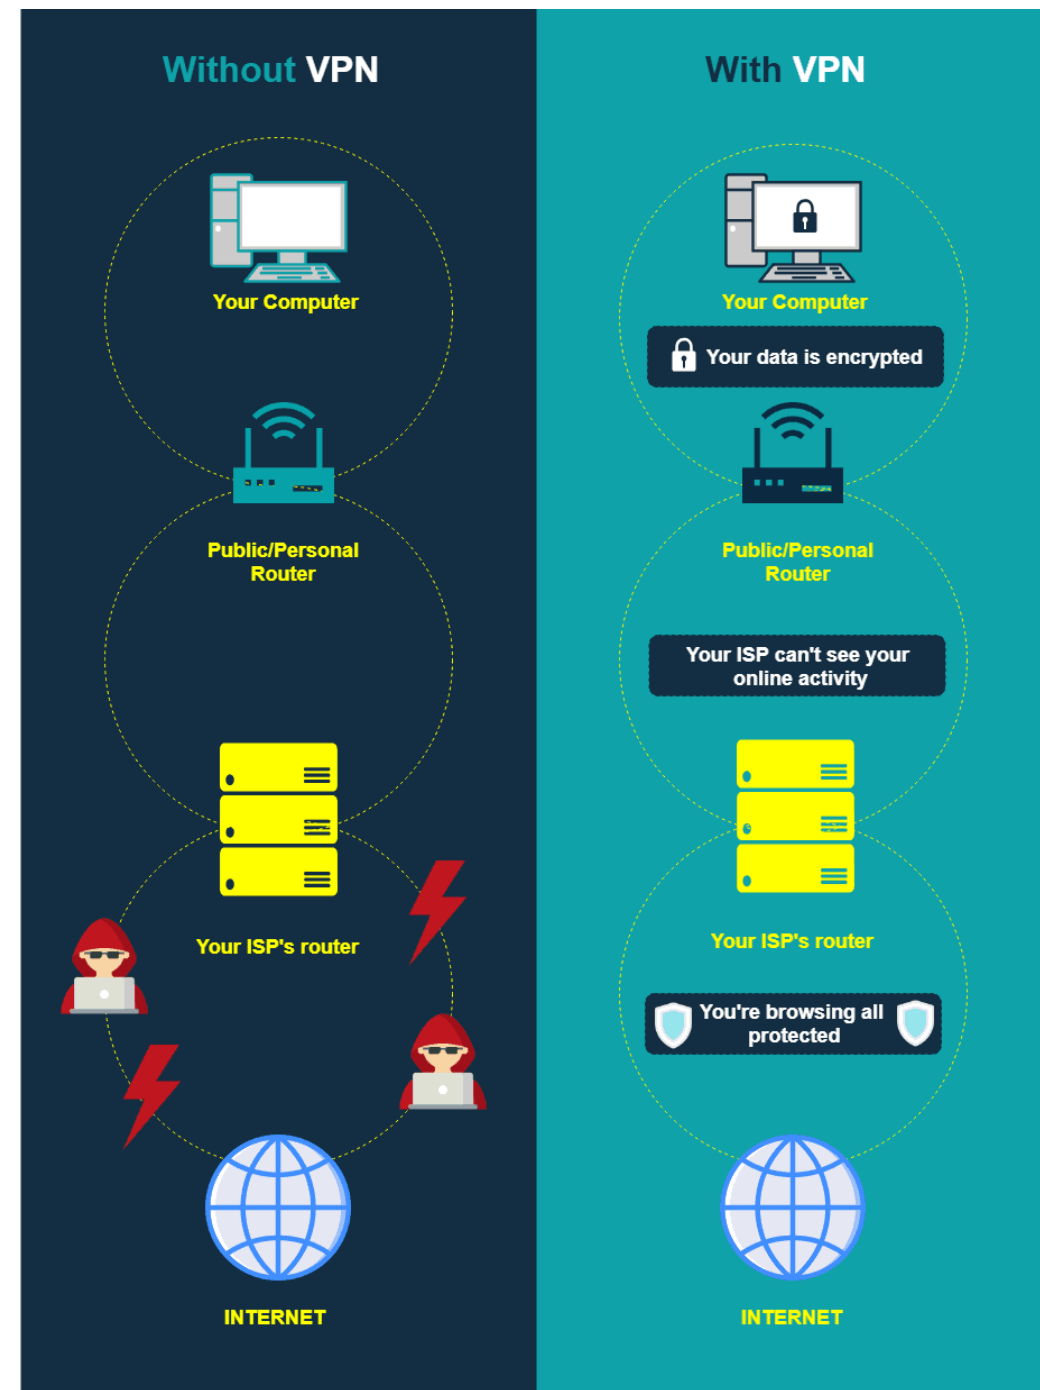 Without VPN
Your Computer
Public/Personal
Router
Your ISP's router
INTERNET
With VPN
Your Computer
Your data is encrypted
Public/Personal
Router
Your ISP can't see your
online activity
Your ISP's router
You're browsing all
protected
INTERNET